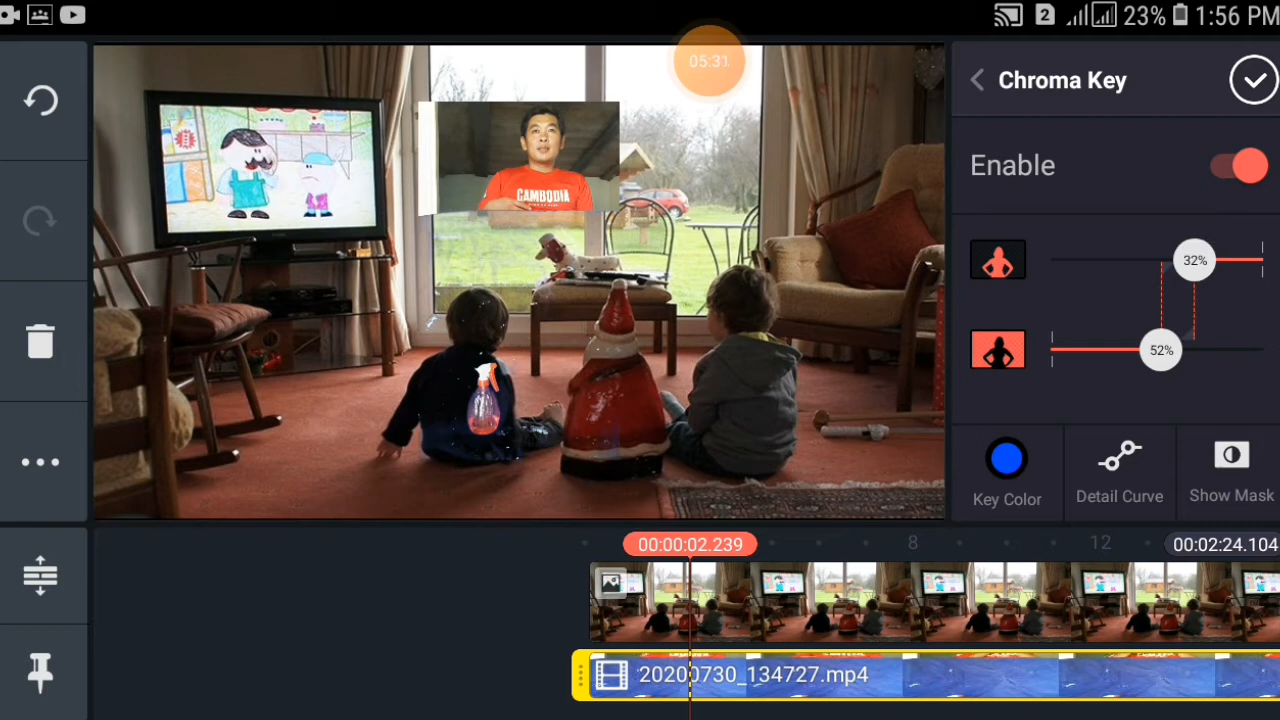 2 23% 1:56 PM
05:31
Chroma Key
Enable
CAMBODIA
32%
52%
Key Color
Detail Curve
Show Mask
00:00:02.239
8
12
00:02:24.104
20200730_134727.mp4